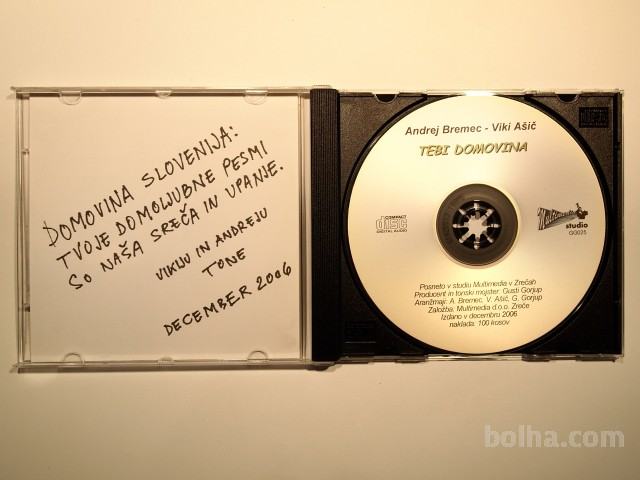 DOMOVINA SLOVENIJA:
TVOJE DOMOLJUBNE PESMI
SO NAŠA SREČA IN UPANJE.
VIKIJU IN ANDREJU
TONE
DECEMBER 2006
Andrej Bremec - Viki Ašič
TEBI DOMOVINA
COMPACT
disc
DIGITAL AUDIO
Multimedia
studio
GG025
Posneto v studiu Multimedia v Zrečah
Producent in tonski mojster: Gusti Gorjup
Aranžmaji: A. Bremec, V. Ašič, G. Gorjup
Založba: Multimedia d.o.o. Zreče
Izdano v decembru 2006
naklada: 100 kosov
bolha.com